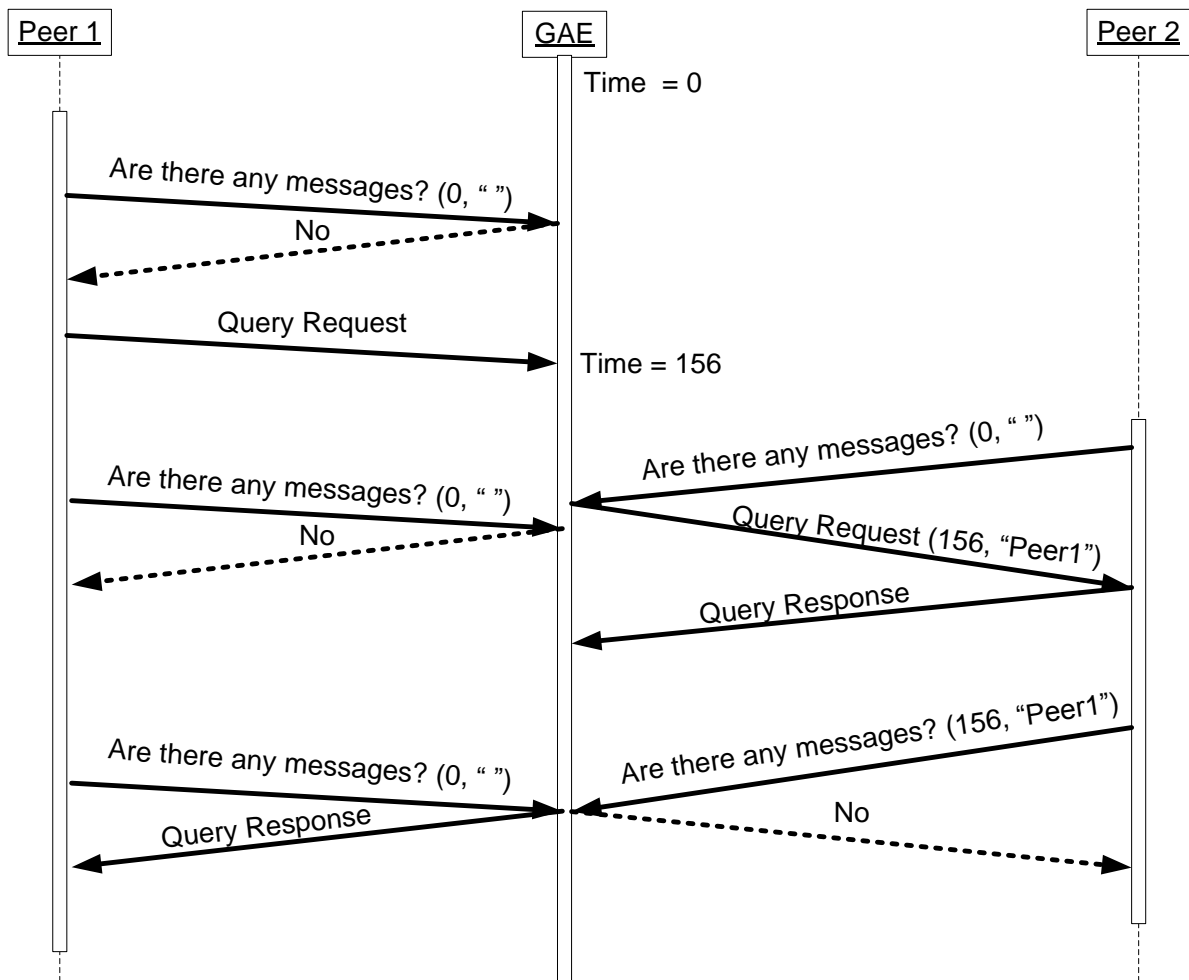 Peer 1
GAE
Peer 2
Time = 0
Are there any messages? (0, “ ”)
No
Query Request
Time = 156
Are there any messages? (0, “ ”)
Are there any messages? (0, “ ”)
Query Request (156, “Peer1”)
No
Query Response
Are there any messages? (156, “Peer1”)
Are there any messages? (0, “ ”)
No
Query Response